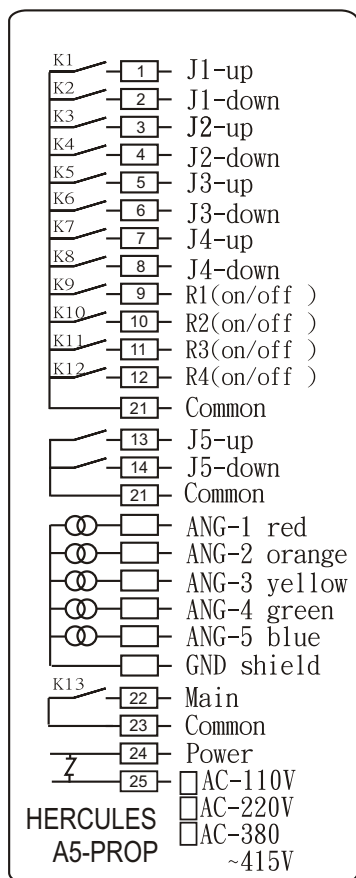 K1 1 J1-up
K2 2 J1-down
K3 3 J2-up
K4 4 J2-down
K5 5 J3-up
K6 6 J3-down
K7 7 J4-up
K8 8 J4-down
K9 9 R1(on/off )
K10 10 R2(on/off )
K11 11 R3(on/off )
K12 12 R4(on/off )
21 Common
13 J5-up
14 J5-down
21 Common
ANG-1 red
ANG-2 orange
ANG-3 yellow
ANG-4 green
ANG-5 blue
GND shield
K13 22 Main
23 Common
24 Power
25 AC-110V
AC-220V
HERCULES AC-380
A5-PROP ~415V